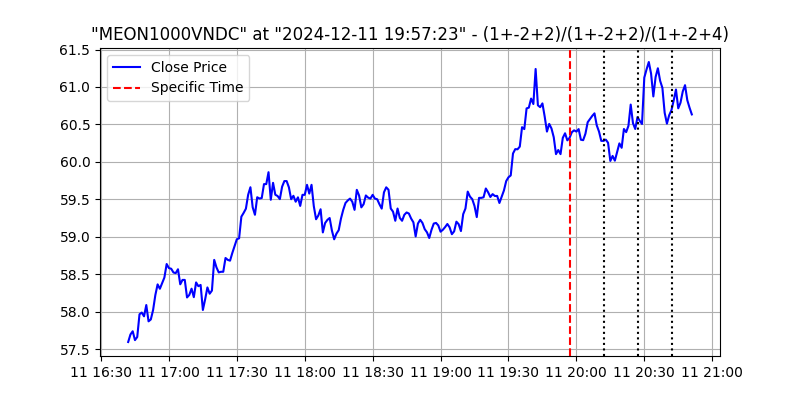 "MEON1000VNDC" at "2024-12-11 19:57:23" - (1+-2+2)/(1+-2+2)/(1+-2+4)
61.5
61.0
60.5
60.0
59.5
59.0
58.5
58.0
57.5
Close Price
Specific Time
11 16:30 11 17:00 11 17:30 11 18:00 11 18:30 11 19:00 11 19:30 11 20:00 11 20:30 11 21:00